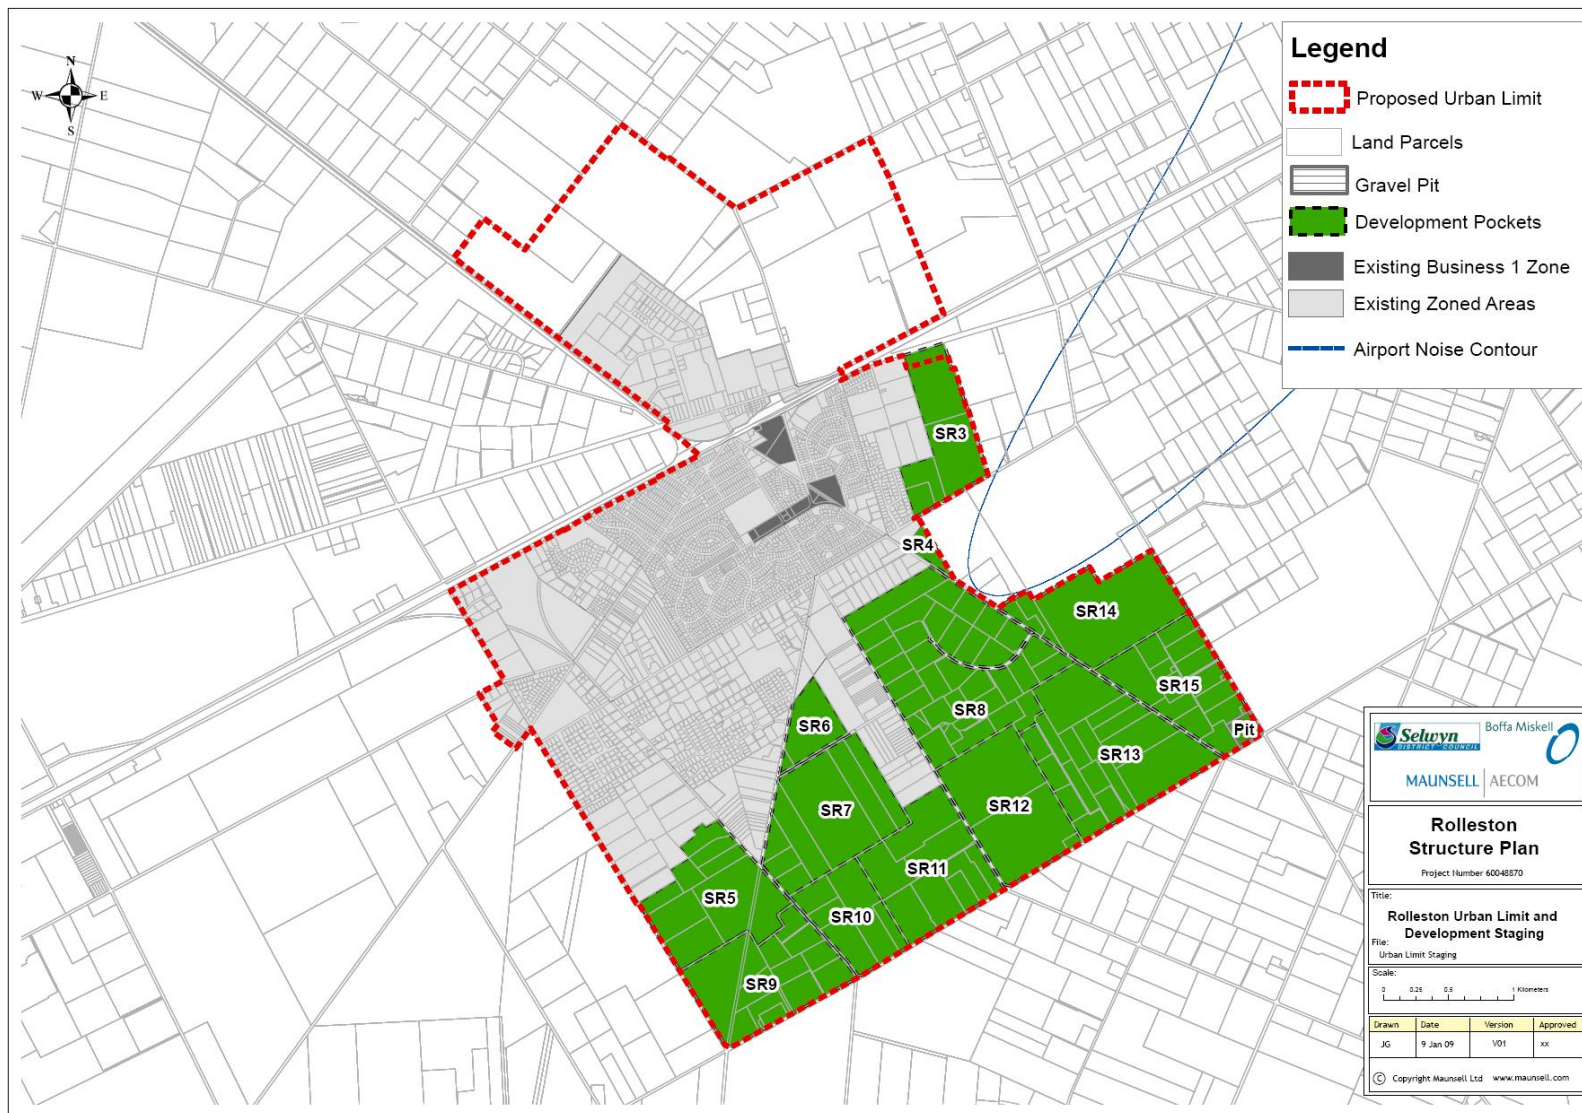 N
W
E
S
Legend
Proposed Urban Limit
Land Parcels
Gravel Pit
Development Pockets
Existing Business 1 Zone
Existing Zoned Areas
Airport Noise Contour
SR3
SR4
SR14
SR15
SR8
SR6
Pit
SR13
SR7
SR12
SR11
SR5
SR10
SR9
Selwyn
DISTRICT COUNCIL
Boffa Miskell
MAUNSELL | AECOM
Rolleston
Structure Plan
Project Number 60048870
Title:
Rolleston Urban Limit and
Development Staging
File:
Urban Limit Staging
Scale:
0 0.25 0.5 1 Kilometers
Drawn Date Version Approved
JG 9 Jan 09 V01 xx
© Copyright Maunsell Ltd www.maunsell.com